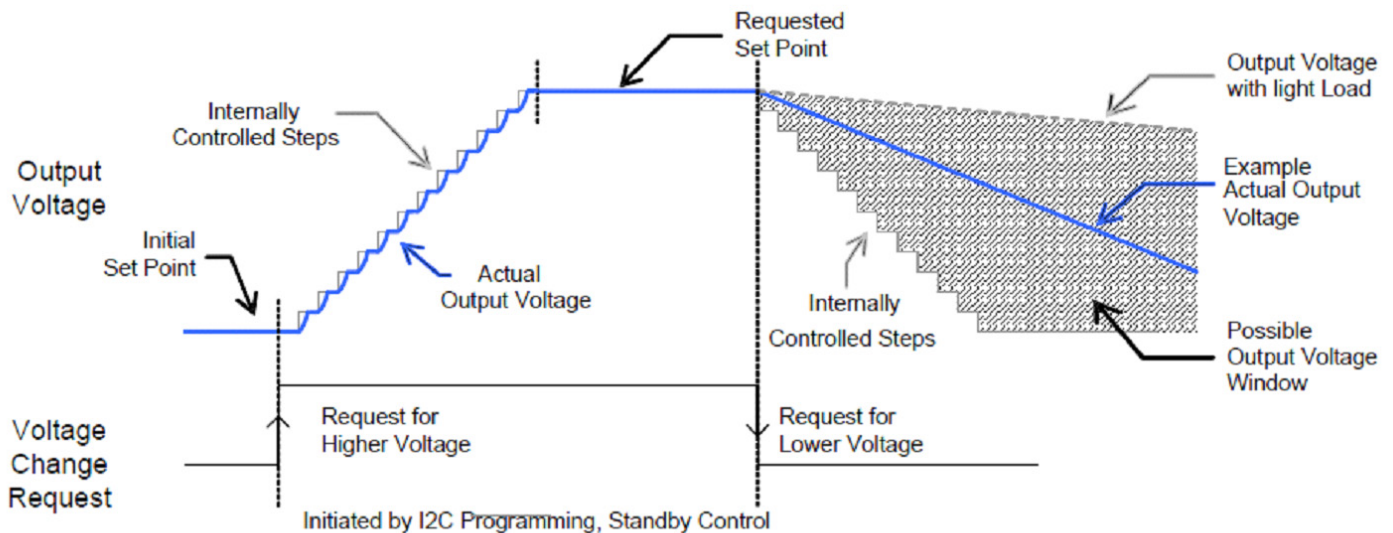 Requested
Set Point
Output Voltage
with light Load
Internally
Controlled Steps
Output
Voltage
Example
Actual Output
Voltage
Initial
Set Point
Actual
Output Voltage
Internally
Controlled Steps
Possible
Output Voltage
Window
Voltage
Change
Request
Request for
Higher Voltage
Request for
Lower Voltage
Initiated by I2C Programming, Standby Control